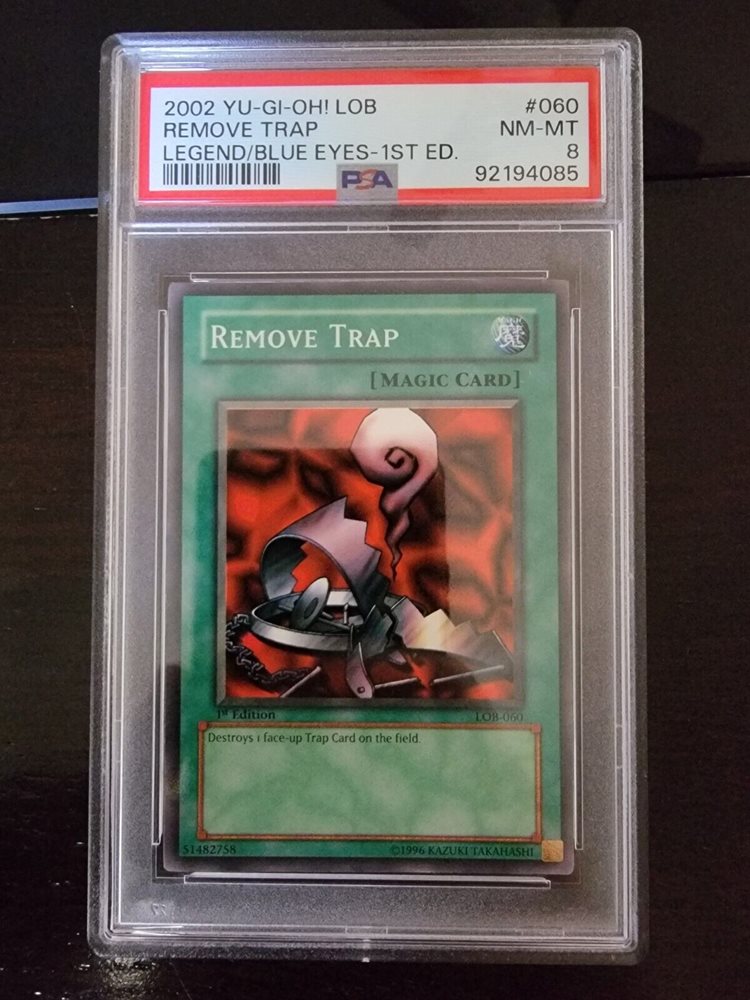 2002 YU-GI-OH! LOB #060
REMOVE TRAP NM-MT
LEGEND/BLUE EYES-1ST ED. 8
PSA 92194085
REMOVE TRAP
MAGIC
魔
[MAGIC CARD]
1st Edition LOB-060
Destroys 1 face-up Trap Card on the field.
51482758 ©1996 KAZUKI TAKAHASHI